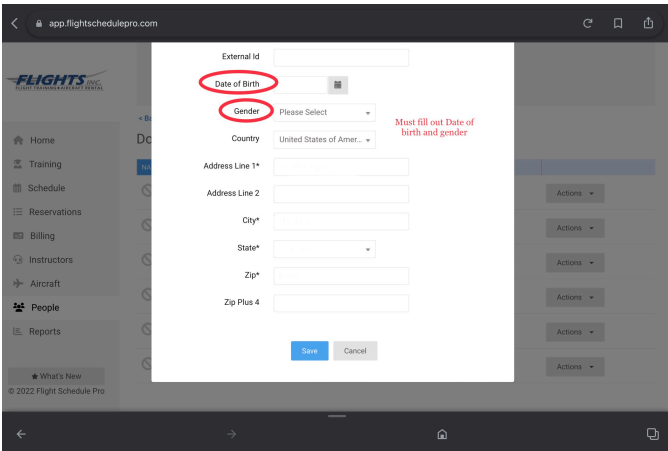 app.flightschedulepro.com
External Id
FLIGHTS INC.
FLIGHT TRAINING & AIRCRAFT RENTAL
Date of Birth
Gender
Please Select
Must fill out Date of
birth and gender
« Ba
Home
Do
Country
United States of Amer...
Training
NA
Address Line 1*
Schedule
Address Line 2
Actions
Reservations
City*
Billing
Actions
State*
Instructors
Actions
Aircraft
Zip*
People
Zip Plus 4
Actions
Reports
Actions
Save
Cancel
Actions
What's New
© 2022 Flight Schedule Pro